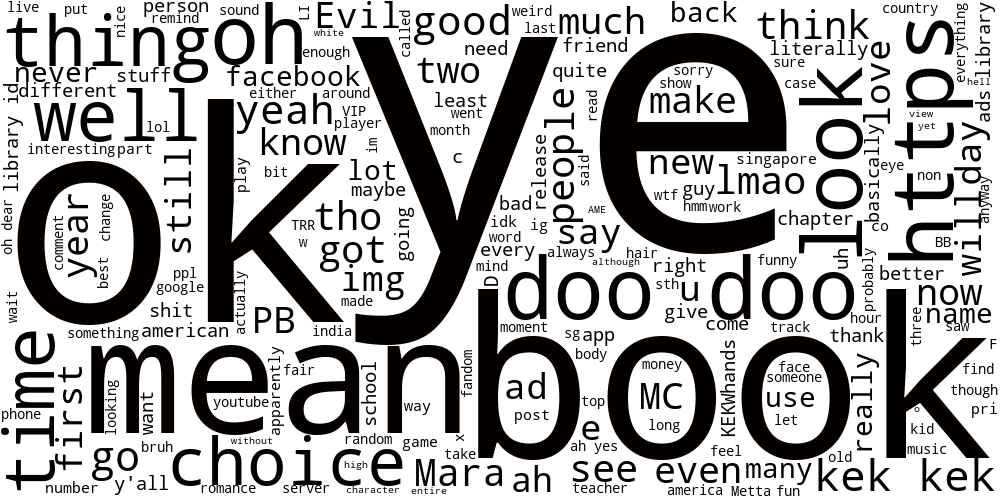 live
put
person
remind
nice
sound
LI
Evil
white
enough
called
good
weird
last
need
much
friend
back
think
literally
country
everything
library
thing
oh
never
stuff
different
facebook
either
around
two
quite
sorry
show
sure
case
love
look
https
hell
ads
library id
well
lol
yeah
VIP
player
least
went
month
read
make
view
yet
interesting
part
know
im
c
ok
ye
people
said
release
new
singapore
wtf
guy
lmao
hmm
work
basically
eye
non
will
day
anyway
play
bit
lot
maybe
still
oh dear
comment
year
change
best
TRR
w
tho
got
going
bad
idk
ig
word
AME
say
chapter
co
BB
every
always
although
hair
mind
right
funny
uh
probably
better
ppl
google
actually
img
made
D
doo doo
sth
u
give
now
name
wait
shit
something
american
PB
india
moment
sg
app
come
track
thank
hour
three
saw
F
time
first
mean
book
body
fair
apparently
school
fandom
youtube
looking
want
way
ad
post
top
money
MC
long
face
someone
use
let
really
find
though
pri
phone
KEKWhands
o
kid
music
bruh
without
random
game
x
take
e
ah yes
feel
old
go
choice
high
Mara
ah
see
even
many
kek
kek
number
y'all
romance
server
character
entire
teacher
america
Metta
fun